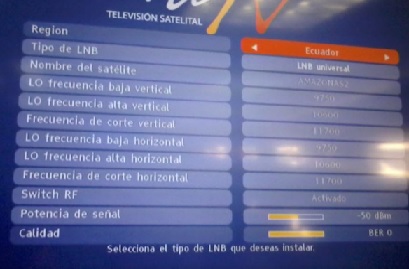 TELEVISIÓN SATELITAL
Region Ecuador
Tipo de LNB LNB universal
Nombre del satélite
LO frecuencia baja vertical 9750
LO frecuencia alta vertical 10600
Frecuencia de corte vertical 11700
LO frecuencia baja horizontal 9750
LO frecuencia alta horizontal 10600
Frecuencia de corte horizontal 11700
Switch RF Activado
Potencia de señal -50 dBm
Calidad BER 0
Selecciona el tipo de LNB que deseas instalar.